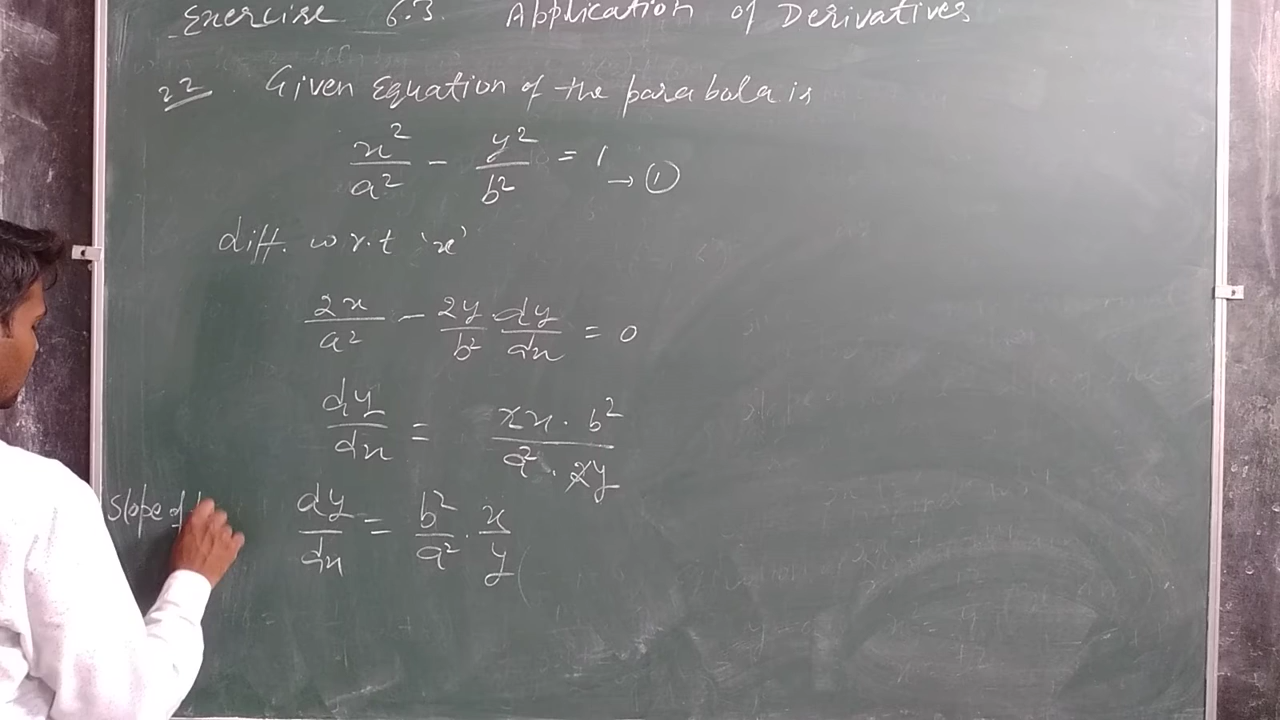 Exercise 6.3. Application of Derivatives
22. Given Equation of the parabola is
x²/a² - y²/b² = 1 → ①
diff. w.r.t 'x'
2x/a² - 2y/b² · dy/dx = 0
dy/dx = 2x · b² / a² · 2y
Slope of dy/dx = b²/a² · x/y